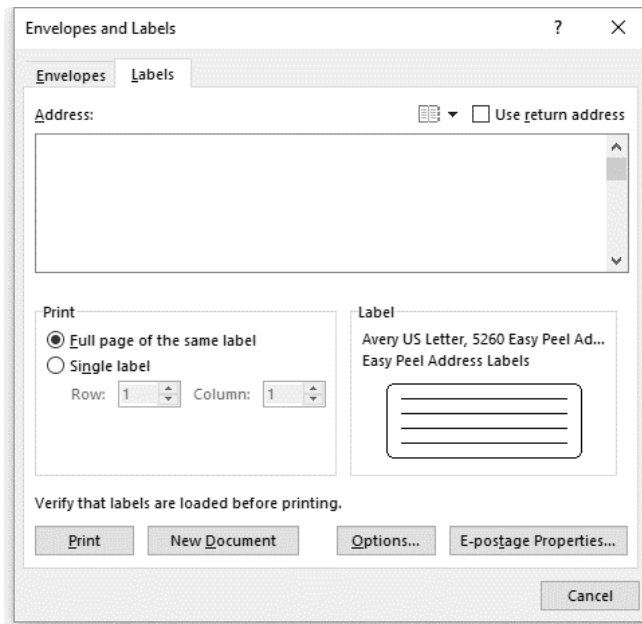 Envelopes and Labels ? X
Envelopes Labels
Address: Use return address
Print
Full page of the same label
Single label
Row: 1 Column: 1
Label
Avery US Letter, 5260 Easy Peel Ad...
Easy Peel Address Labels
Verify that labels are loaded before printing.
Print New Document Options... E-postage Properties...
Cancel